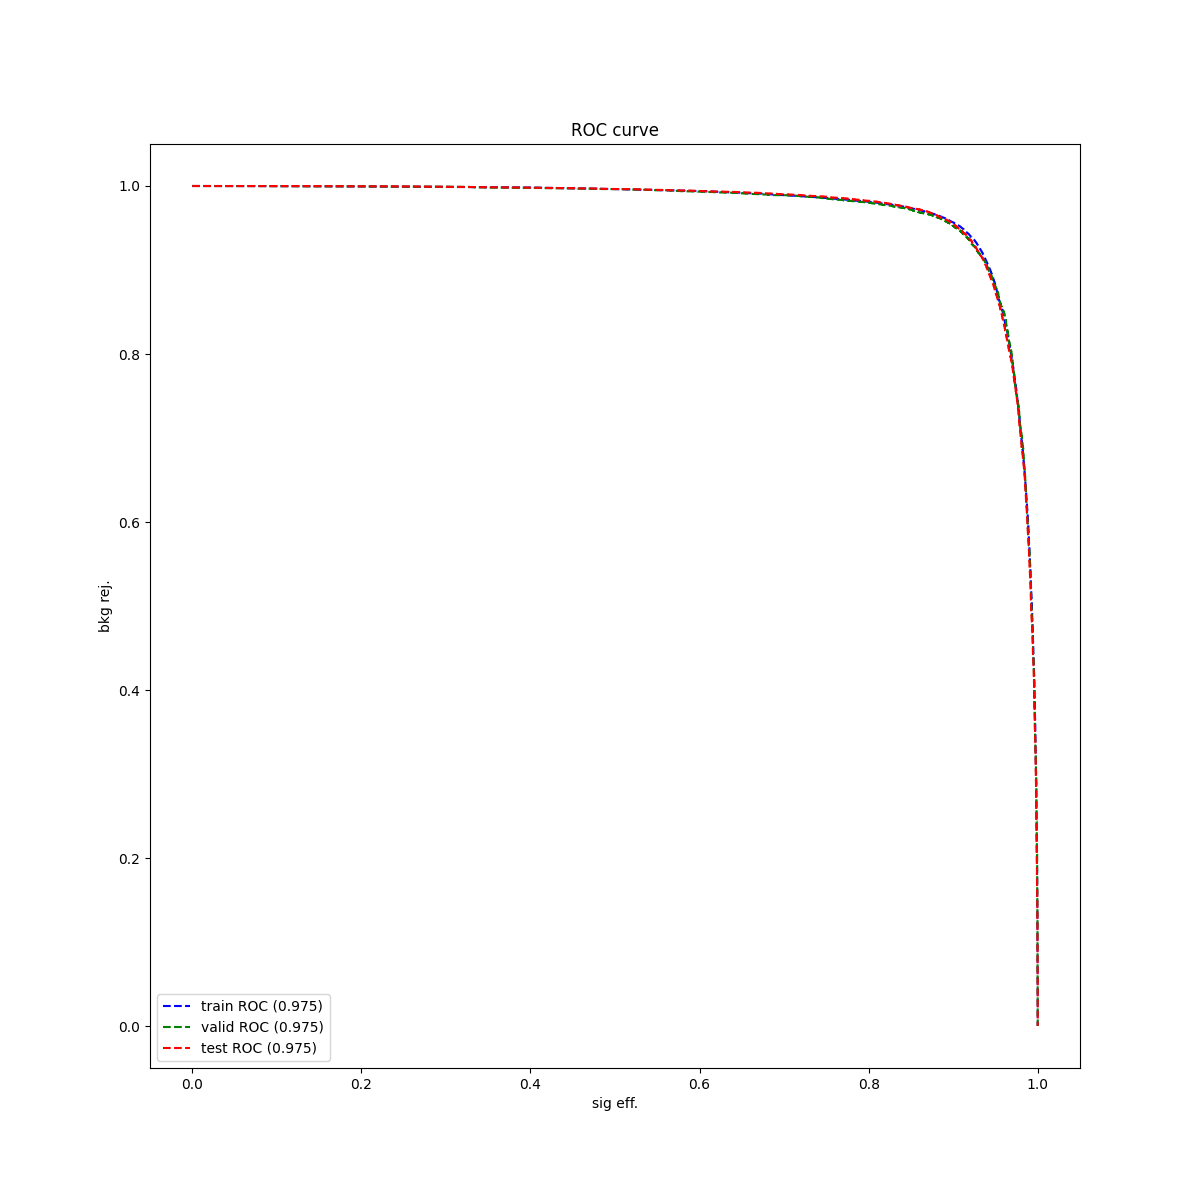 ROC curve
1.0
0.8
0.6
0.4
0.2
0.0
bkg rej.
train ROC (0.975)
valid ROC (0.975)
test ROC (0.975)
0.0 0.2 0.4 0.6 0.8 1.0
sig eff.